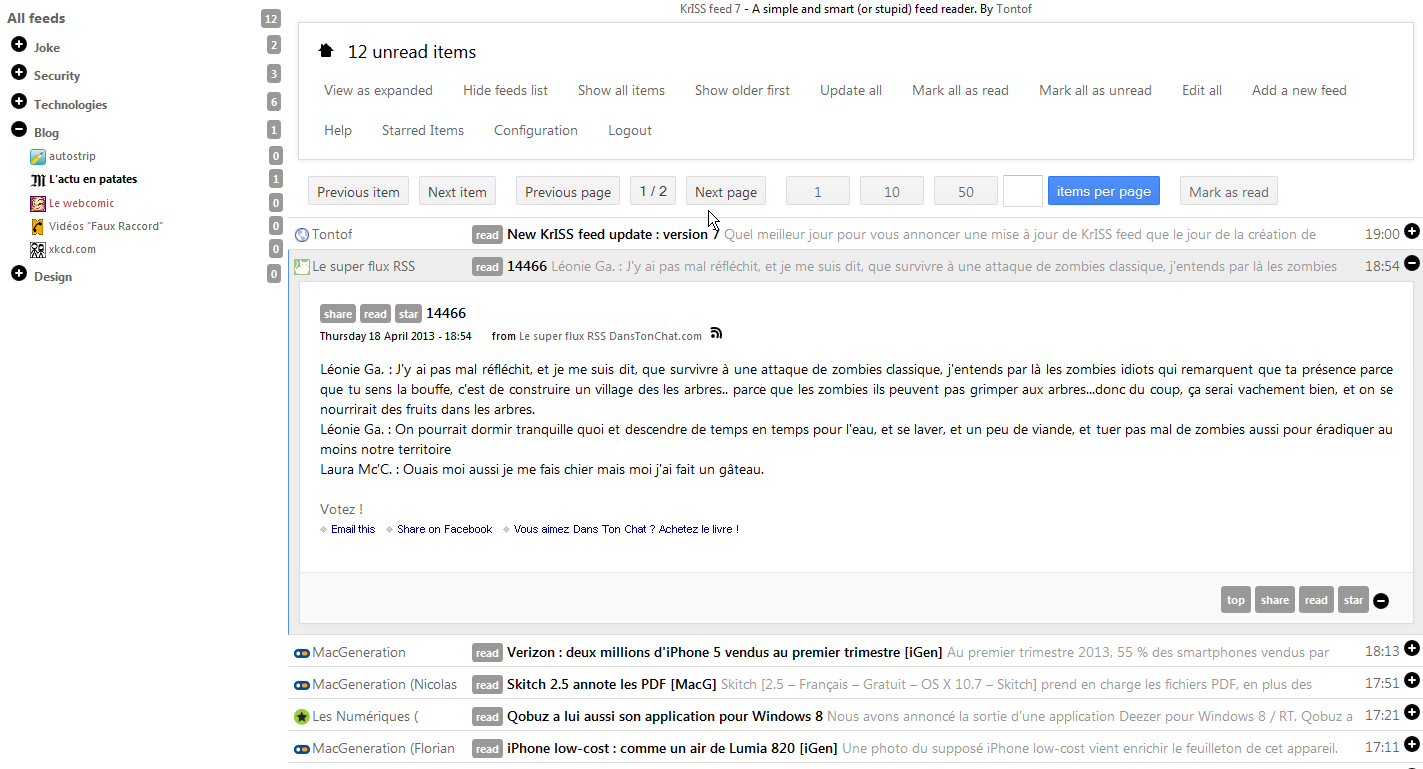 KrISS feed 7 - A simple and smart (or stupid) feed reader. By Tontof
All feeds 12
Joke 2
Security 3
Technologies 6
Blog 1
autostrip 0
L'actu en patates 1
Le webcomic 0
Vidéos "Faux Raccord" 0
xkcd.com 0
Design 0
12 unread items
View as expanded Hide feeds list Show all items Show older first Update all Mark all as read Mark all as unread Edit all Add a new feed
Help Starred Items Configuration Logout
Previous item Next item Previous page 1 / 2 Next page 1 10 50 items per page Mark as read
Tontof read New KrISS feed update : version 7 Quel meilleur jour pour vous annoncer une mise à jour de KrISS feed que le jour de la création de 19:00
Le super flux RSS read 14466 Léonie Ga. : J'y ai pas mal réfléchit, et je me suis dit, que survivre à une attaque de zombies classique, j'entends par là les zombies 18:54
share read star 14466
Thursday 18 April 2013 - 18:54 from Le super flux RSS DansTonChat.com
Léonie Ga. : J'y ai pas mal réfléchit, et je me suis dit, que survivre à une attaque de zombies classique, j'entends par là les zombies idiots qui remarquent que ta présence parce
que tu sens la bouffe, c'est de construire un village des les arbres.. parce que les zombies ils peuvent pas grimper aux arbres...donc du coup, ça serai vachement bien, et on se
nourrirait des fruits dans les arbres.
Léonie Ga. : On pourrait dormir tranquille quoi et descendre de temps en temps pour l'eau, et se laver, et un peu de viande, et tuer pas mal de zombies aussi pour éradiquer au
moins notre territoire
Laura Mc'C. : Ouais moi aussi je me fais chier mais moi j'ai fait un gâteau.
Votez !
Email this Share on Facebook Vous aimez Dans Ton Chat ? Achetez le livre !
top share read star
MacGeneration read Verizon : deux millions d'iPhone 5 vendus au premier trimestre [iGen] Au premier trimestre 2013, 55 % des smartphones vendus par 18:13
MacGeneration (Nicolas read Skitch 2.5 annote les PDF [MacG] Skitch [2.5 – Français – Gratuit – OS X 10.7 – Skitch] prend en charge les fichiers PDF, en plus des 17:51
Les Numériques ( read Qobuz a lui aussi son application pour Windows 8 Nous avons annoncé la sortie d'une application Deezer pour Windows 8 / RT. Qobuz a 17:21
MacGeneration (Florian read iPhone low-cost : comme un air de Lumia 820 [iGen] Une photo du supposé iPhone low-cost vient enrichir le feuilleton de cet appareil. 17:11